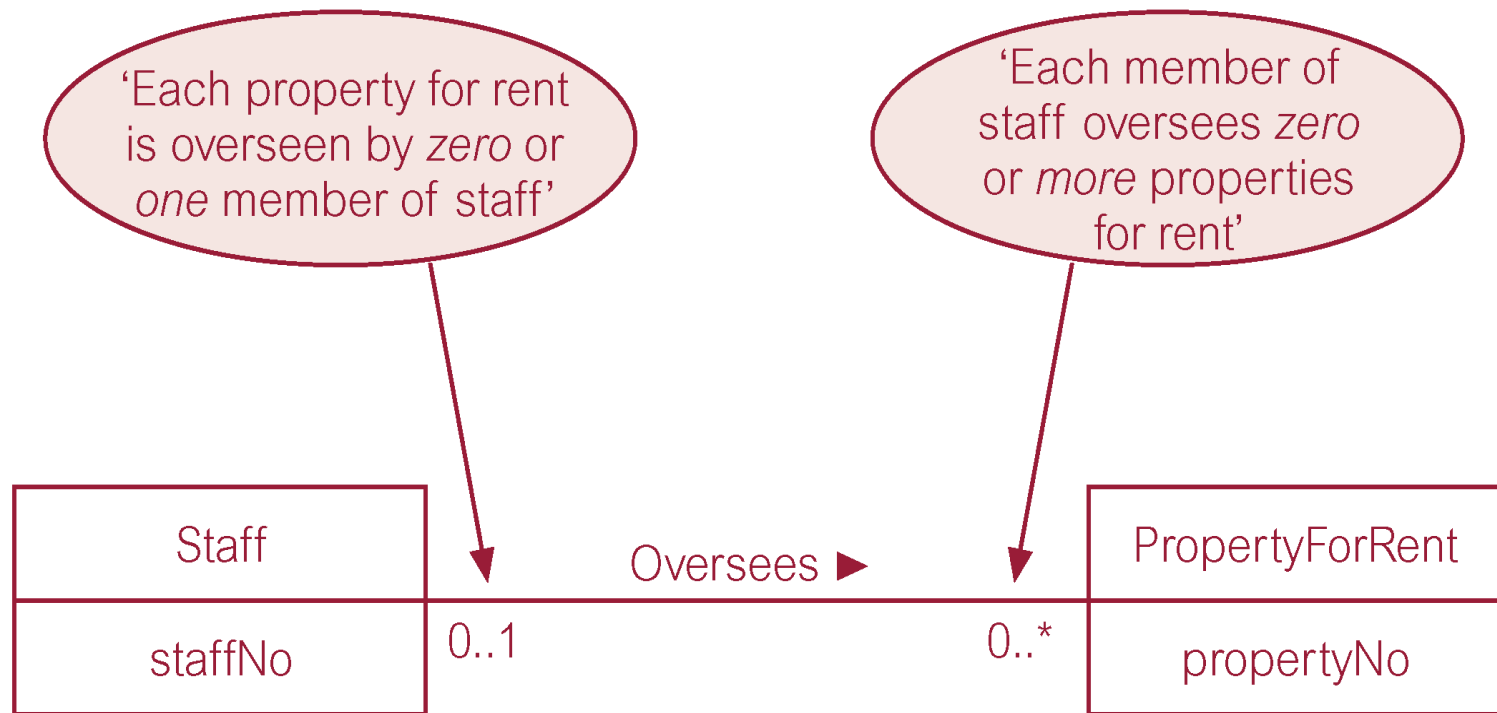 ‘Each property for rent
is overseen by zero or
one member of staff’
‘Each member of
staff oversees zero
or more properties
for rent’
Staff
Oversees ►
PropertyForRent
staffNo
0..1
0..*
propertyNo